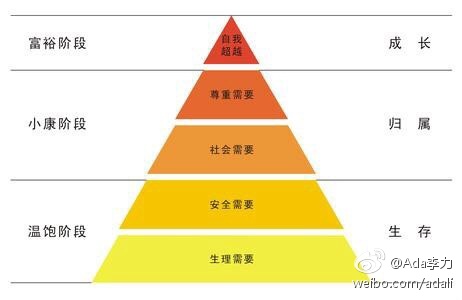 富裕阶段
自我
超越
成 长
尊重需要
小康阶段
归 属
社会需要
安全需要
温饱阶段
生 存
生理需要
@Ada李力
weibo.com/adali